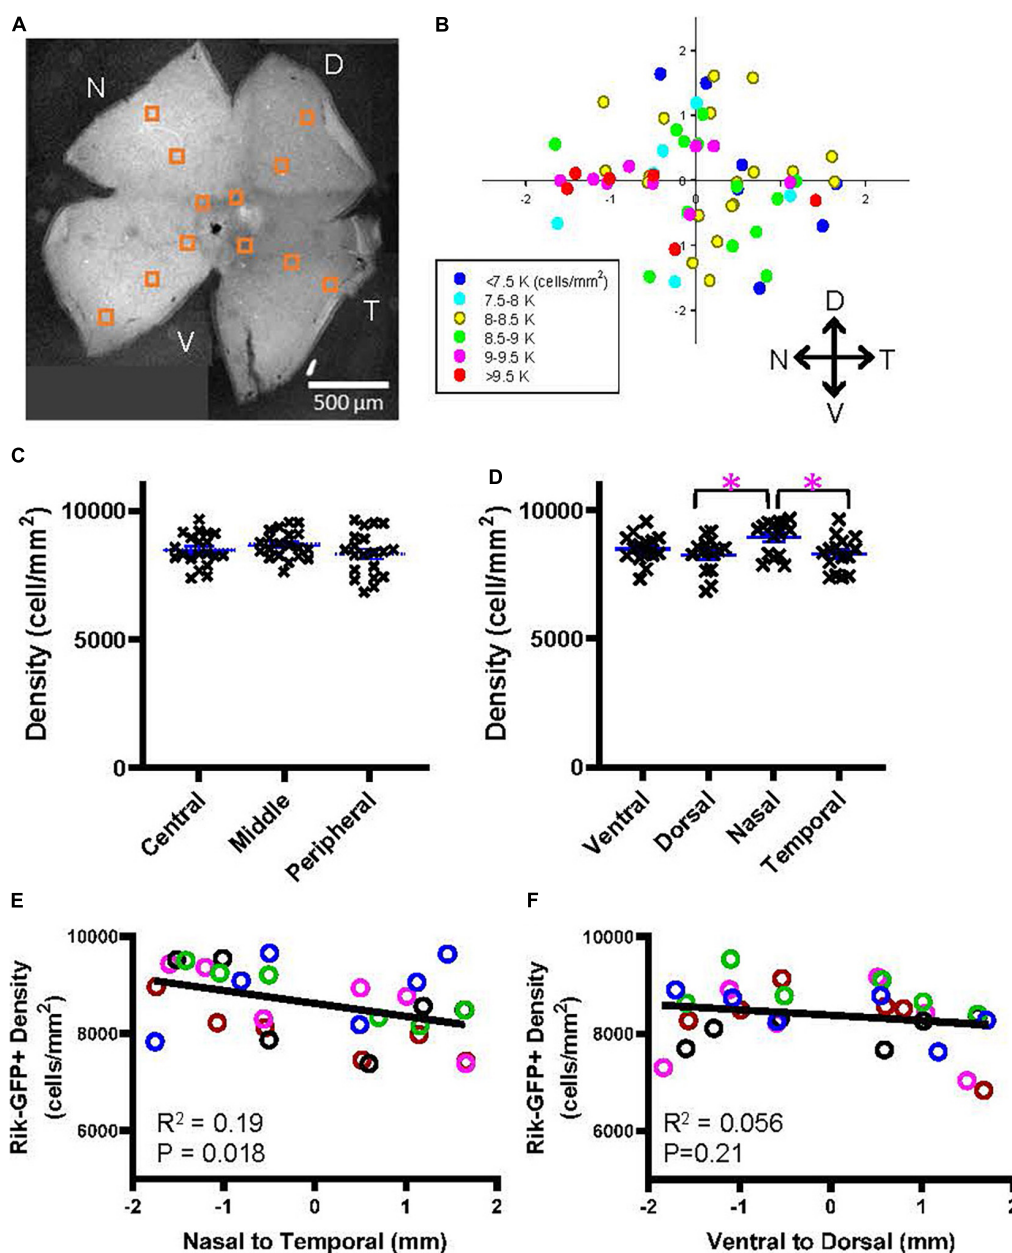 A
N
D
V
T
500 µm
B
2
1
0
-2
-1
0
2
-1
-2
<7.5 K (cells/mm²)
7.5-8 K
8-8.5 K
8.5-9 K
9-9.5 K
>9.5 K
D
N T
V
C
Density (cell/mm²)
10000
5000
0
Central
Middle
Peripheral
D
Density (cell/mm²)
10000
5000
0
* *
Ventral
Dorsal
Nasal
Temporal
E
Rik-GFP+ Density
(cells/mm²)
10000
8000
6000
R² = 0.19
P = 0.018
-2 -1 0 1 2
Nasal to Temporal (mm)
F
Rik-GFP+ Density
(cells/mm²)
10000
8000
6000
R² = 0.056
P=0.21
-2 -1 0 1 2
Ventral to Dorsal (mm)